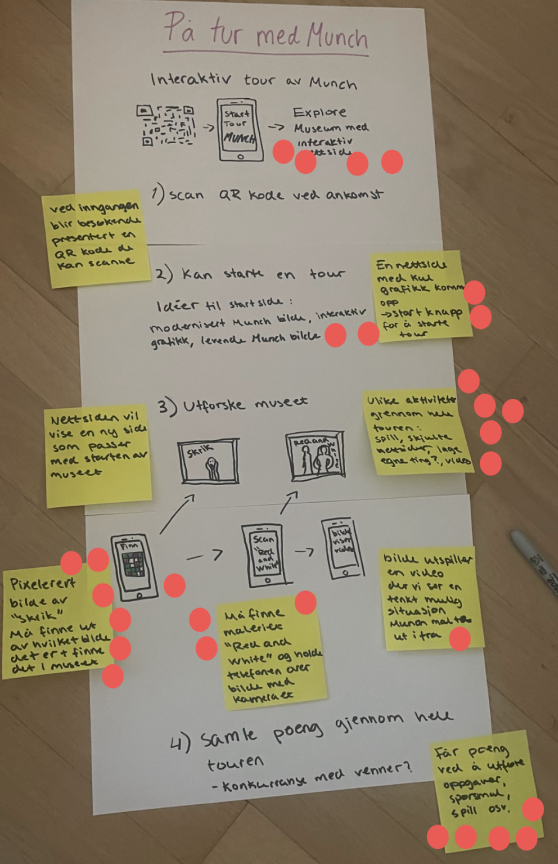 På tur med Munch
Interaktiv tour av Munch
Start
Tour
MUNCH
Explore
Museum med
interaktiv
1) Scan QR kode ved ankomst
ved inngangen
blir besøkende
presentert en
QR kode de
kan scanne
2) Kan starte en tour
Idéer til startside:
modernisert Munch bilde, interaktiv
grafikk, levende Munch bilde
En nettside
med kul
grafikk komm
opp
→ start knapp
for å starte
tour
3) Utforske museet
Nettsiden vil
vise en ny side
som passer
med starten av
museet
Skrik
Red and
Ulike aktivitete
gjennom hele
touren:
spill, skjulte
nettsider, lage
egne ting?, video
Finn
Scan
"Red
and
White"
bilde
viser
video
Pixelerert
bilde av
"Skrik"
Må finne ut
av hvilket bilde
det er + finne
det i museet
Må finne
maleriet
"Red and
White" og holde
telefonen over
bilde med
kameraet
bilde utspiller
en video
der vi ser en
tenkt mulig
situasjon
Munch malte
ut ifra
4) Samle poeng gjennom hele
touren
- Konkurranse med venner?
Får poeng
ved å utføre
oppgaver,
spørsmål,
spill osv.